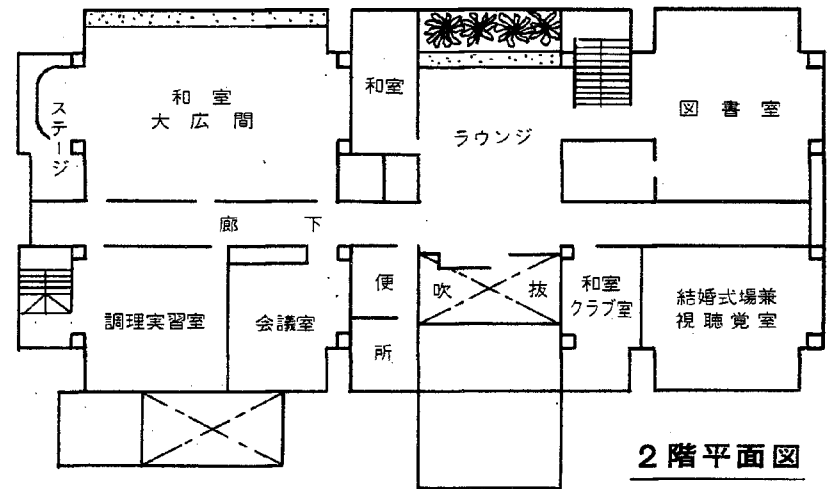 和室
大広間
ステージ
和室
ラウンジ
図書室
廊下
調理実習室
会議室
便所
吹抜
和室
クラブ室
結婚式場兼
視聴覚室
2階平面図